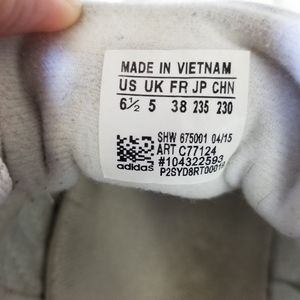 MADE IN VIETNAM
US UK FR JP CHN
6½ 5 38 235 230
SHW 675001 04/15
ART C77124
#104322593
adidas P2SYD8RT00010